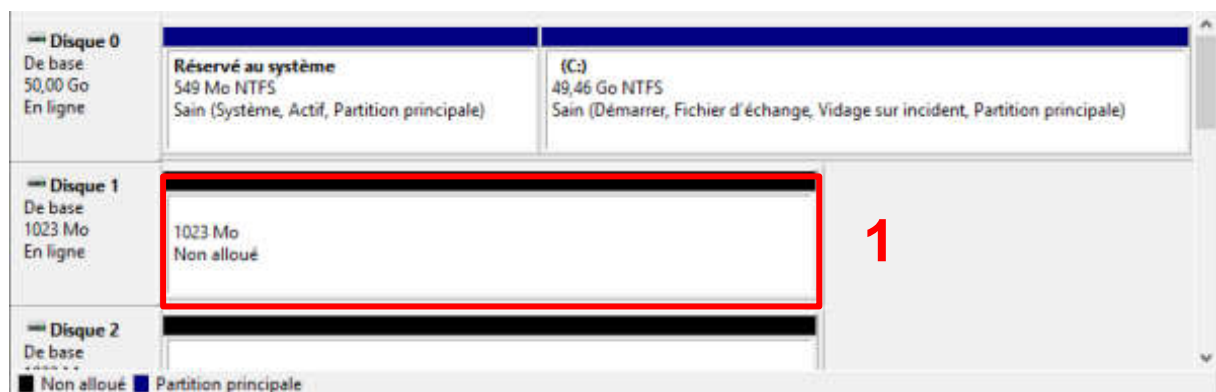 Disque 0
De base
50,00 Go
En ligne
Réservé au système
549 Mo NTFS
Sain (Système, Actif, Partition principale)
(C:)
49,46 Go NTFS
Sain (Démarrer, Fichier d'échange, Vidage sur incident, Partition principale)
Disque 1
De base
1023 Mo
En ligne
1023 Mo
Non alloué
1
Disque 2
De base
Non alloué Partition principale